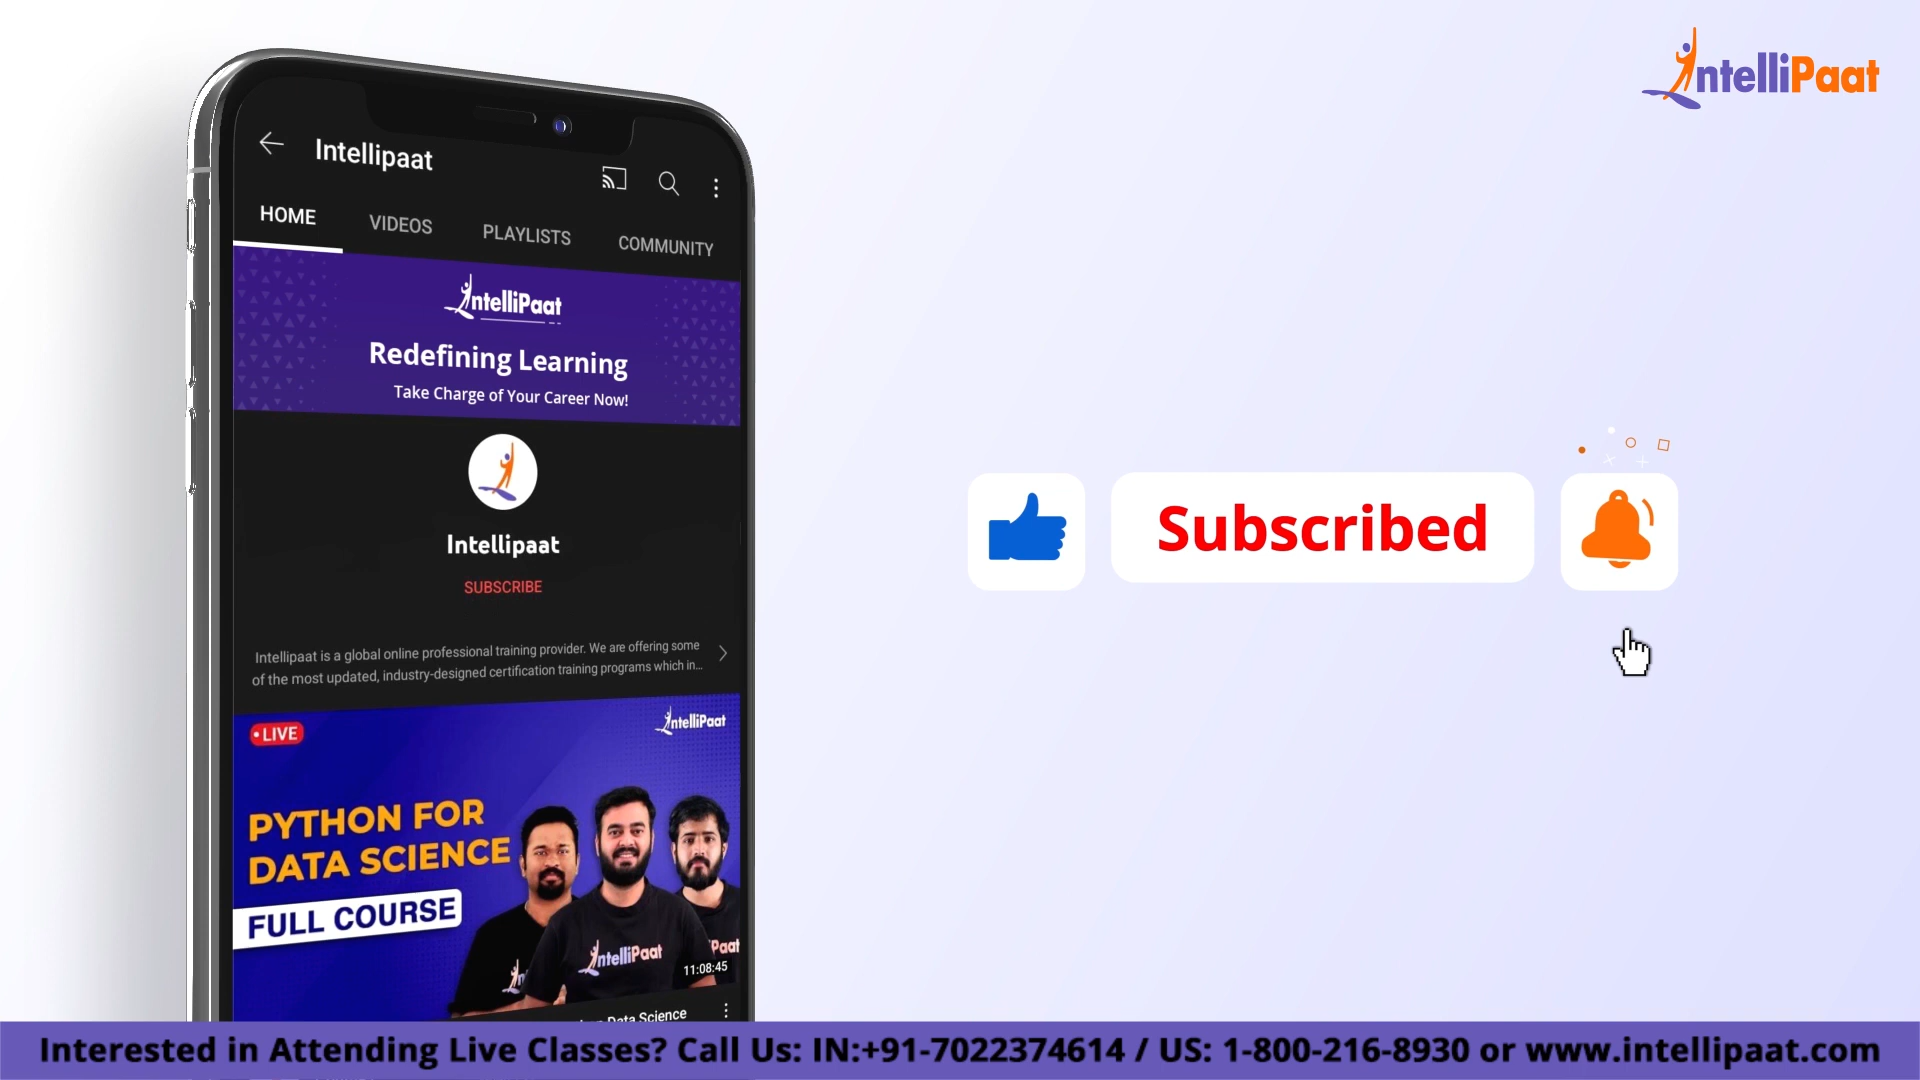 IntelliPaat
Intellipaat
HOME VIDEOS PLAYLISTS COMMUNITY
IntelliPaat
Redefining Learning
Take Charge of Your Career Now!
Intellipaat
SUBSCRIBE
Intellipaat is a global online professional training provider. We are offering some
of the most updated, industry-designed certification training programs which in...
Subscribed
• LIVE
IntelliPaat
PYTHON FOR
DATA SCIENCE
FULL COURSE
IntelliPaat
Paat
11:08:45
Data Science
Interested in Attending Live Classes? Call Us: IN:+91-7022374614 / US: 1-800-216-8930 or www.intellipaat.com